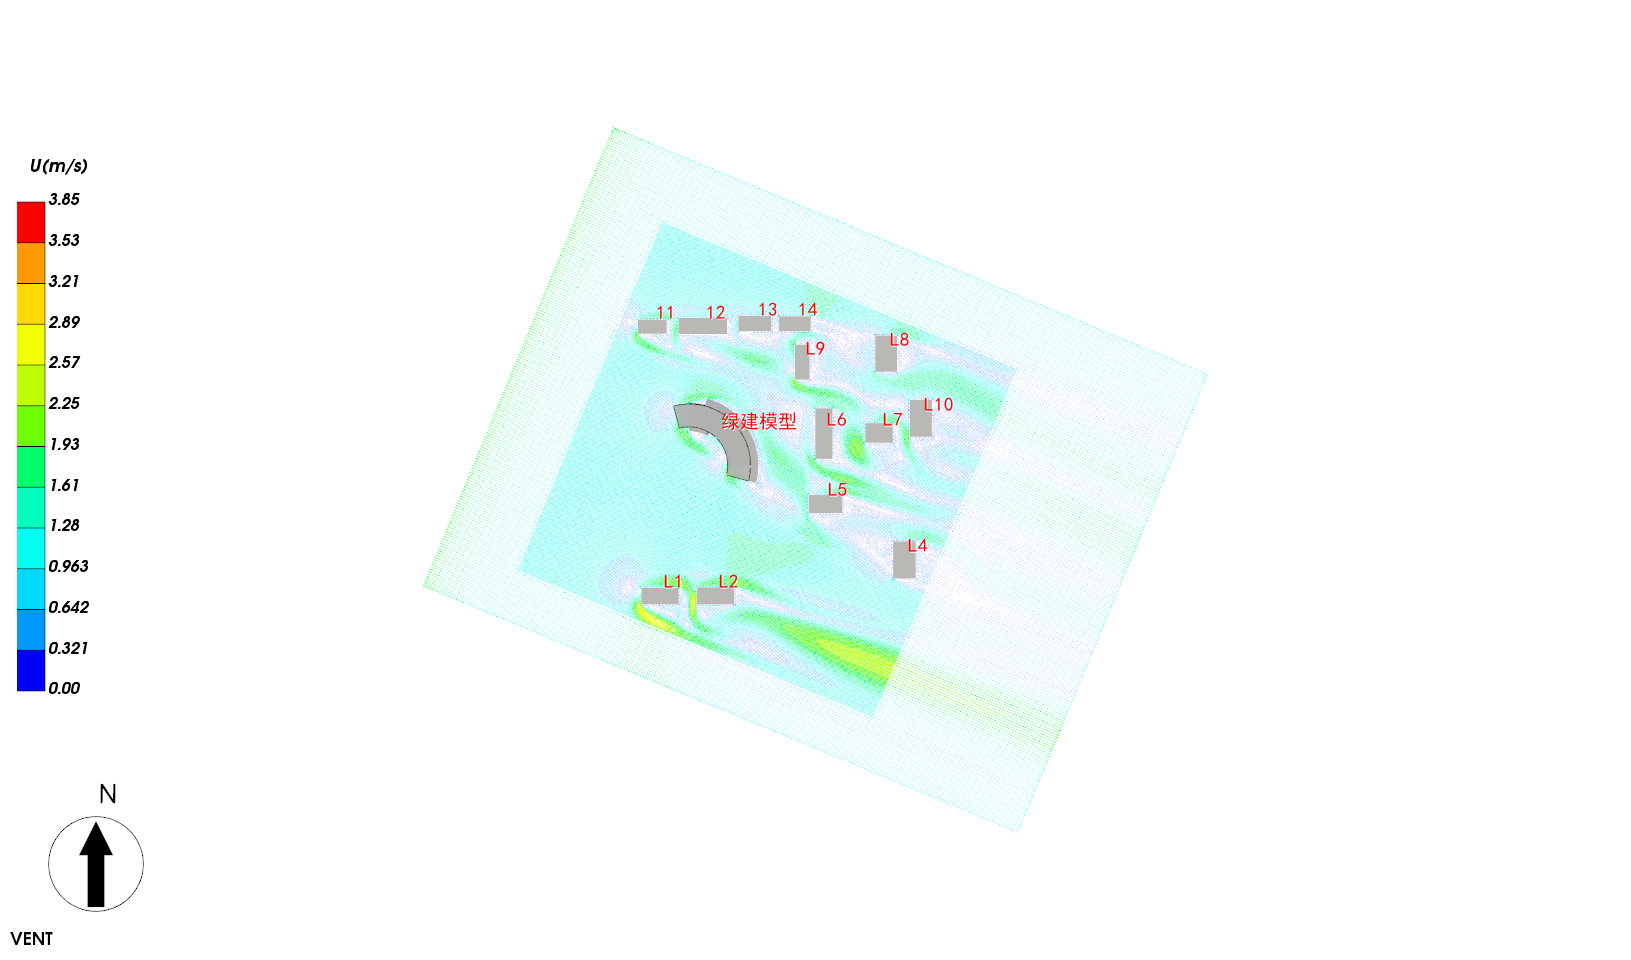 U(m/s)
3.85
3.53
3.21
2.89
2.57
2.25
1.93
1.61
1.28
0.963
0.642
0.321
0.00
11
12
13
14
L9
L8
L10
绿建模型
L6
L7
L5
L4
L1
L2
N
VENT